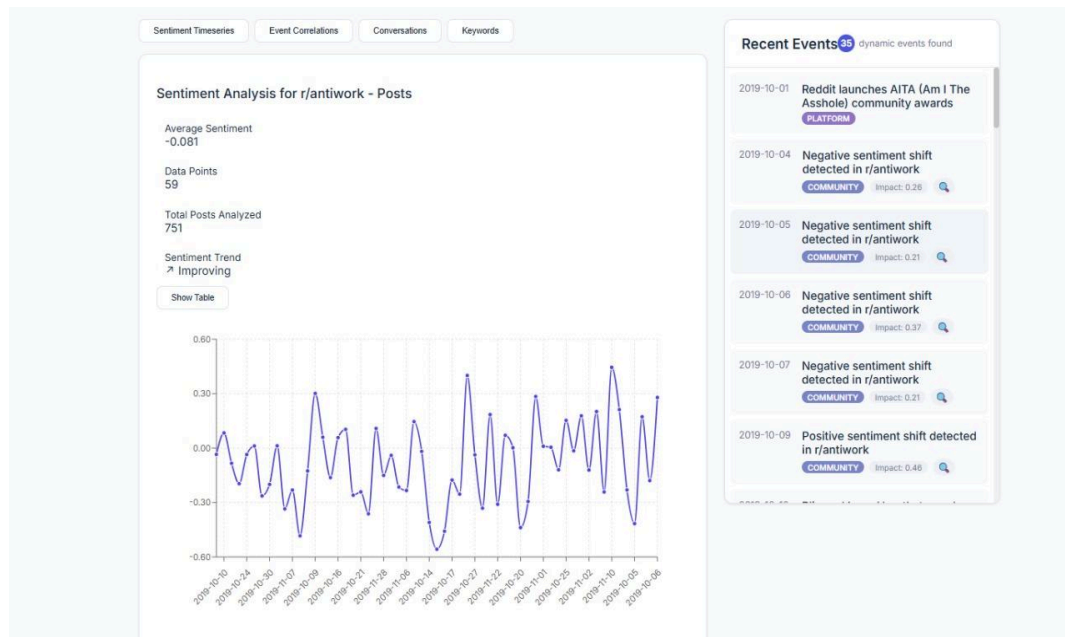 Sentiment Timeseries
Event Correlations
Conversations
Keywords
Sentiment Analysis for r/antiwork - Posts
Average Sentiment
-0.081
Data Points
59
Total Posts Analyzed
751
Sentiment Trend
↗ Improving
Show Table
0.60
0.30
0.00
-0.30
-0.60
2019-10-10
2019-10-24
2019-10-30
2019-11-07
2019-10-09
2019-10-16
2019-10-21
2019-11-28
2019-11-06
2019-10-14
2019-10-17
2019-10-27
2019-11-22
2019-10-20
2019-11-01
2019-10-25
2019-11-02
2019-11-10
2019-10-05
2019-10-06
Recent Events 35 dynamic events found
2019-10-01 Reddit launches AITA (Am I The
Asshole) community awards
PLATFORM
2019-10-04 Negative sentiment shift
detected in r/antiwork
COMMUNITY Impact: 0.26
2019-10-05 Negative sentiment shift
detected in r/antiwork
COMMUNITY Impact: 0.21
2019-10-06 Negative sentiment shift
detected in r/antiwork
COMMUNITY Impact: 0.37
2019-10-07 Negative sentiment shift
detected in r/antiwork
COMMUNITY Impact: 0.21
2019-10-09 Positive sentiment shift detected
in r/antiwork
COMMUNITY Impact: 0.46